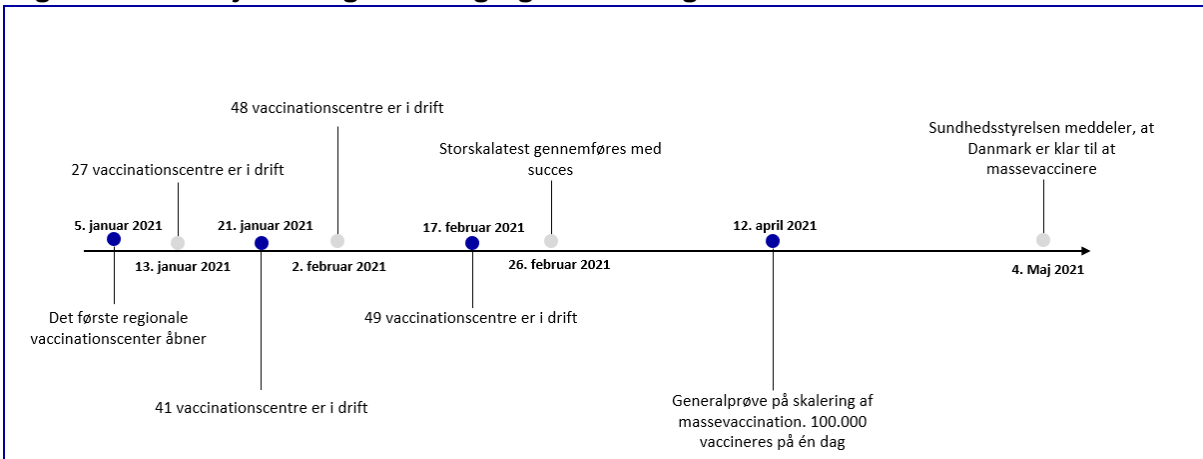 48 vaccinationscentre er i drift
Sundhedsstyrelsen meddeler, at
Danmark er klar til at
massevaccinere
Storskalatest gennemføres med
succes
27 vaccinationscentre er i drift
5. januar 2021
21. januar 2021
17. februar 2021
12. april 2021
13. januar 2021
2. februar 2021
26. februar 2021
4. Maj 2021
Det første regionale
vaccinationscenter åbner
49 vaccinationscentre er i drift
41 vaccinationscentre er i drift
Generalprøve på skalering af
massevaccination. 100.000
vaccineres på én dag